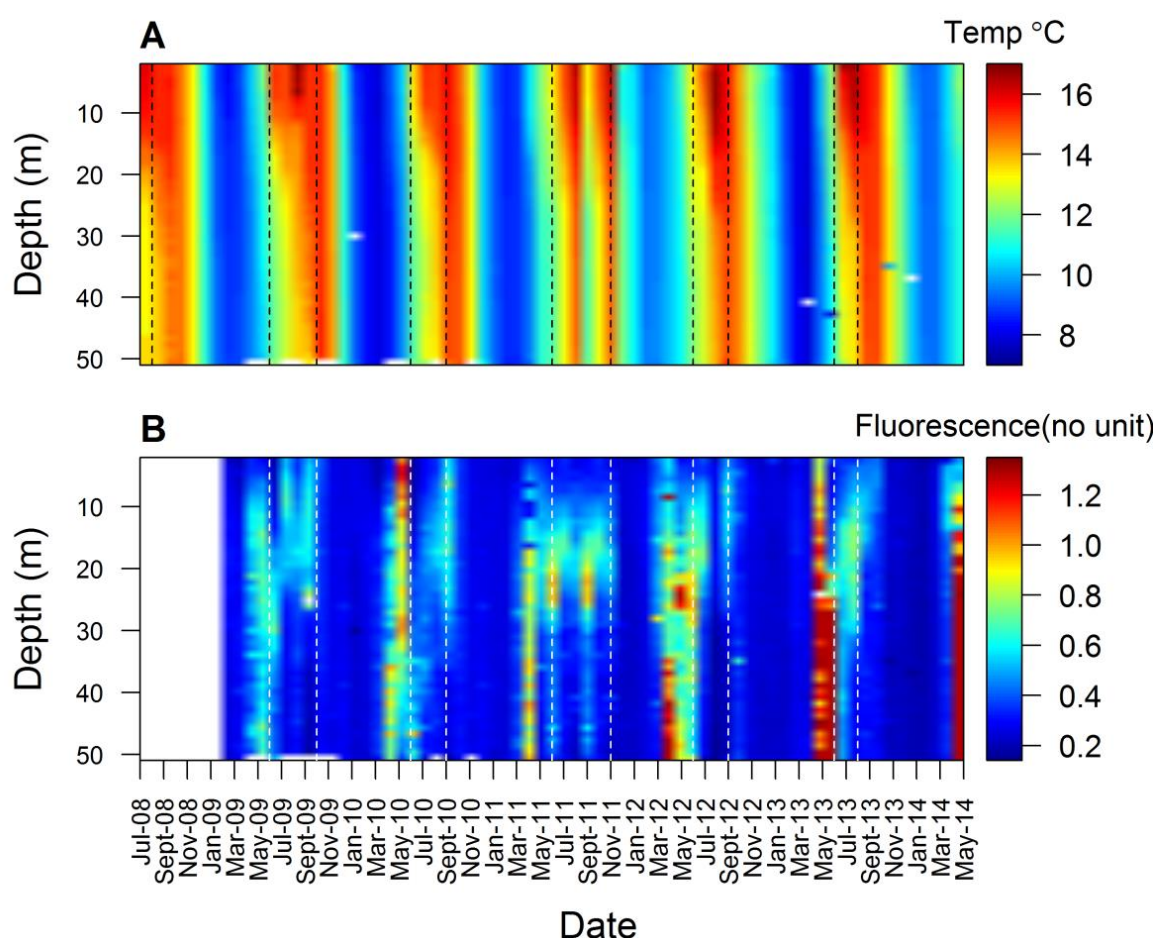 A
Temp °C
Depth (m)
10
20
30
40
50
16
14
12
10
8
B
Fluorescence(no unit)
Depth (m)
10
20
30
40
50
1.2
1.0
0.8
0.6
0.4
0.2
Jul-08
Sept-08
Nov-08
Jan-09
Mar-09
May-09
Jul-09
Sept-09
Jan-10
Mar-10
May-10
Jul-10
Sept-10
Nov-10
Jan-11
Mar-11
May-11
Jul-11
Sept-11
Nov-11
Jan-12
Mar-12
May-12
Jul-12
Sept-12
Nov-12
Jan-13
Mar-13
May-13
Jul-13
Sept-13
Jan-14
Mar-14
May-14
Date